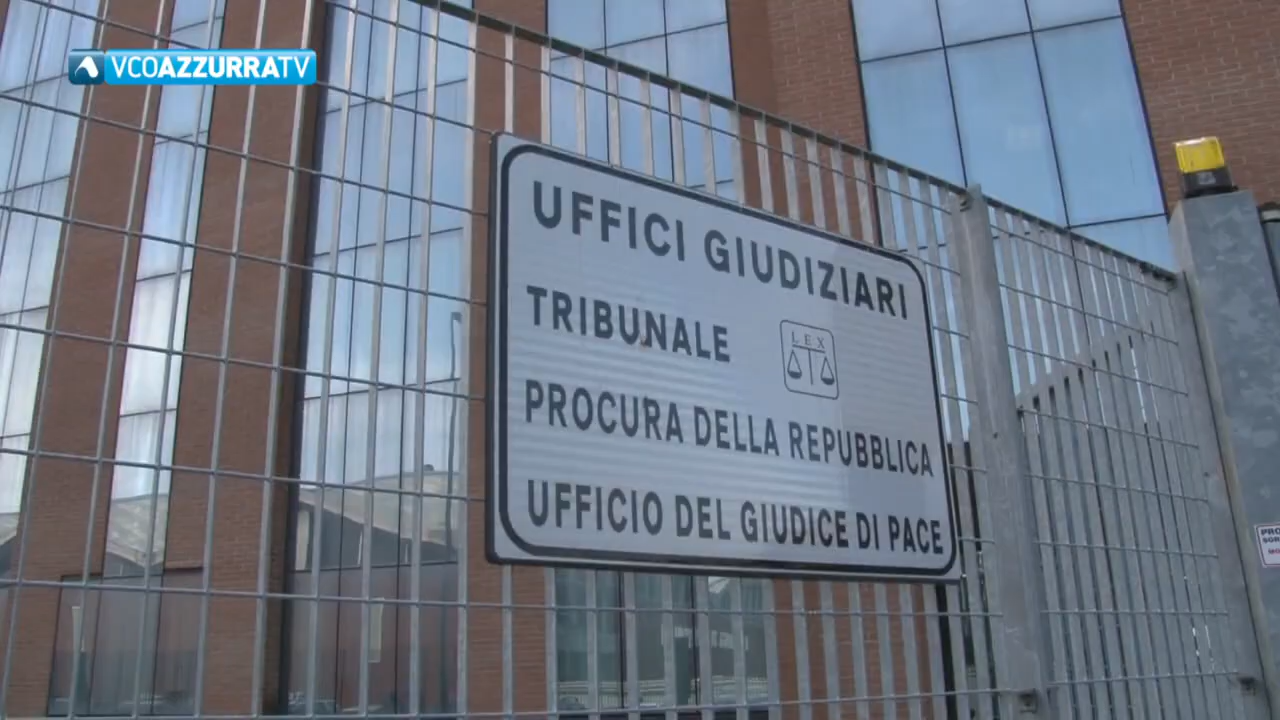 VCOAZZURRATV
UFFICI GIUDIZIARI
TRIBUNALE
LEX
PROCURA DELLA REPUBBLICA
UFFICIO DEL GIUDICE DI PACE